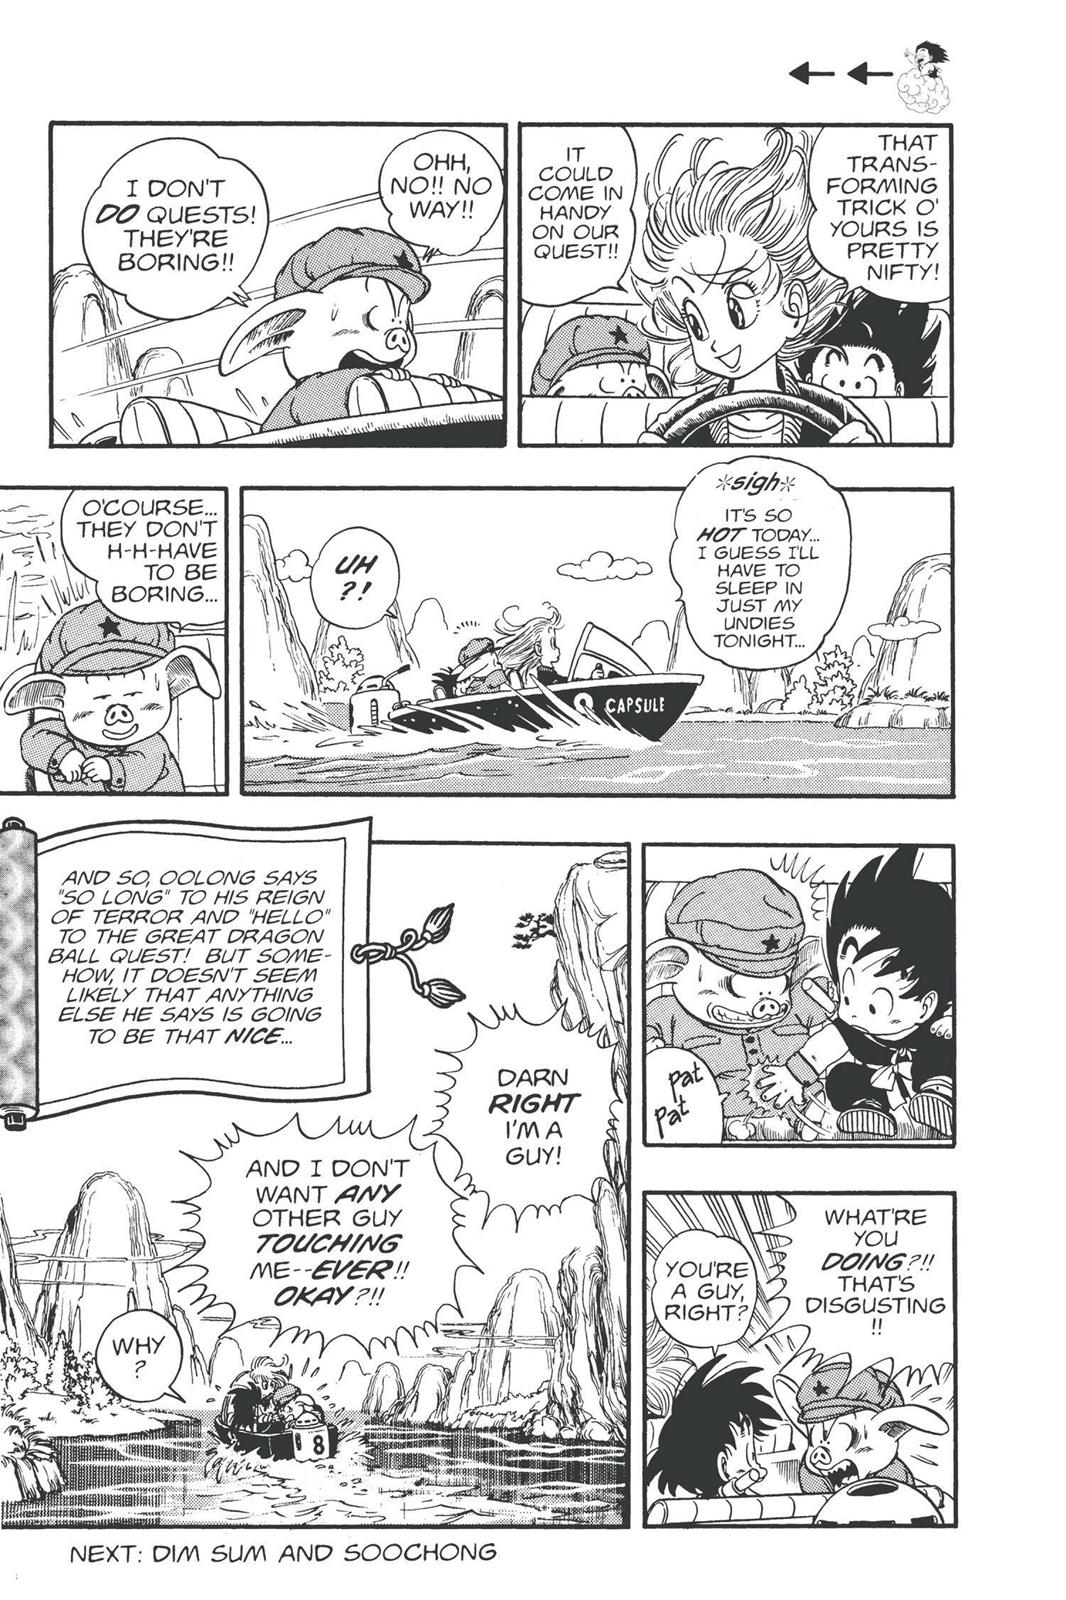 THAT
TRANS-
FORMING
TRICK O'
YOURS IS
PRETTY
NIFTY!
IT
COULD
COME IN
HANDY
ON OUR
QUEST!!
OHH,
NO!! NO
WAY!!
I DON'T
DO QUESTS!
THEY'RE
BORING!!
*sigh*
IT'S SO
HOT TODAY...
I GUESS I'LL
HAVE TO
SLEEP IN
JUST MY
UNDIES
TONIGHT...
UH
?!
CAPSULE
O'COURSE...
THEY DON'T
H-H-HAVE
TO BE
BORING...
pat
pat
WHAT'RE
YOU
DOING?!!
THAT'S
DISGUSTING
!!
YOU'RE
A GUY,
RIGHT?
DARN
RIGHT
I'M A
GUY!
AND I DON'T
WANT ANY
OTHER GUY
TOUCHING
ME--EVER!!
OKAY?!!
WHY
?
8
AND SO, OOLONG SAYS
"SO LONG" TO HIS REIGN
OF TERROR AND "HELLO"
TO THE GREAT DRAGON
BALL QUEST! BUT SOME-
HOW, IT DOESN'T SEEM
LIKELY THAT ANYTHING
ELSE HE SAYS IS GOING
TO BE THAT NICE...
NEXT: DIM SUM AND SOOCHONG